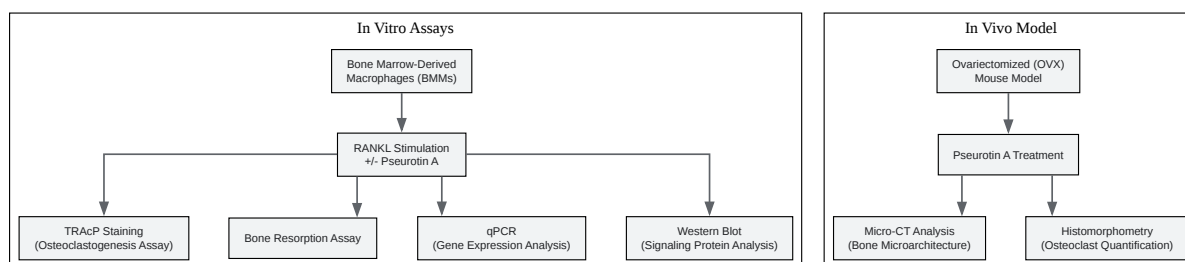 In Vitro Assays
Bone Marrow-Derived
Macrophages (BMMs)
RANKL Stimulation
+/- Pseurotin A
TRAcP Staining
(Osteoclastogenesis Assay)
Bone Resorption Assay
qPCR
(Gene Expression Analysis)
Western Blot
(Signaling Protein Analysis)
In Vivo Model
Ovariectomized (OVX)
Mouse Model
Pseurotin A Treatment
Micro-CT Analysis
(Bone Microarchitecture)
Histomorphometry
(Osteoclast Quantification)